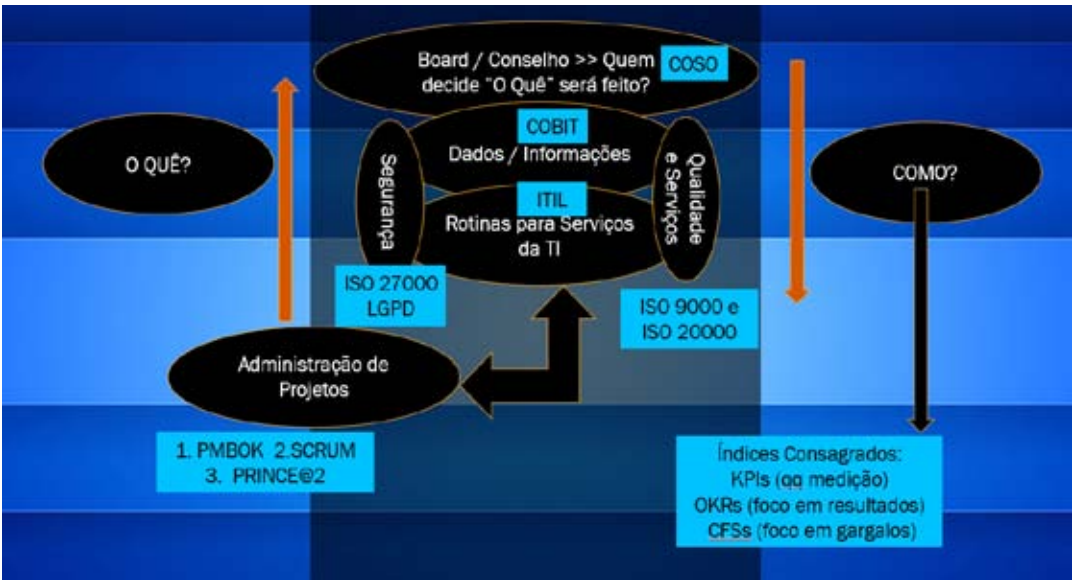 Board / Conselho >> Quem
decide "O Quê" será feito?
COSO
O QUÊ?
COBIT
Dados / Informações
Segurança
Qualidade
e Serviços
COMO?
ITIL
Rotinas para Serviços
da TI
ISO 27000
LGPD
ISO 9000 e
ISO 20000
Administração de
Projetos
1. PMBOK 2.SCRUM
3. PRINCE@2
Índices Consagrados:
KPIs (qq medição)
OKRs (foco em resultados)
CFSs (foco em gargalos)